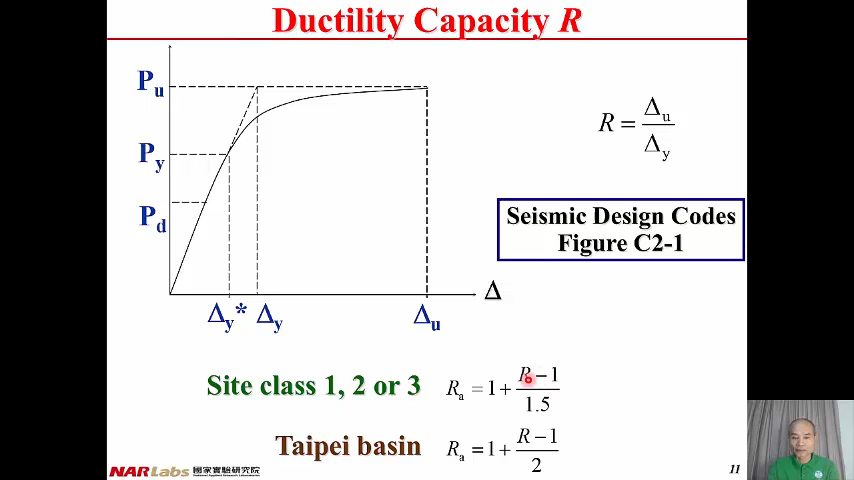 Ductility Capacity R
P_u
P_y
P_d
Δ_y* Δ_y Δ_u
Δ
R = Δ_u / Δ_y
Seismic Design Codes
Figure C2-1
Site class 1, 2 or 3 R_a = 1 + (R − 1) / 1.5
Taipei basin R_a = 1 + (R − 1) / 2
NARLabs 國家實驗研究院
11